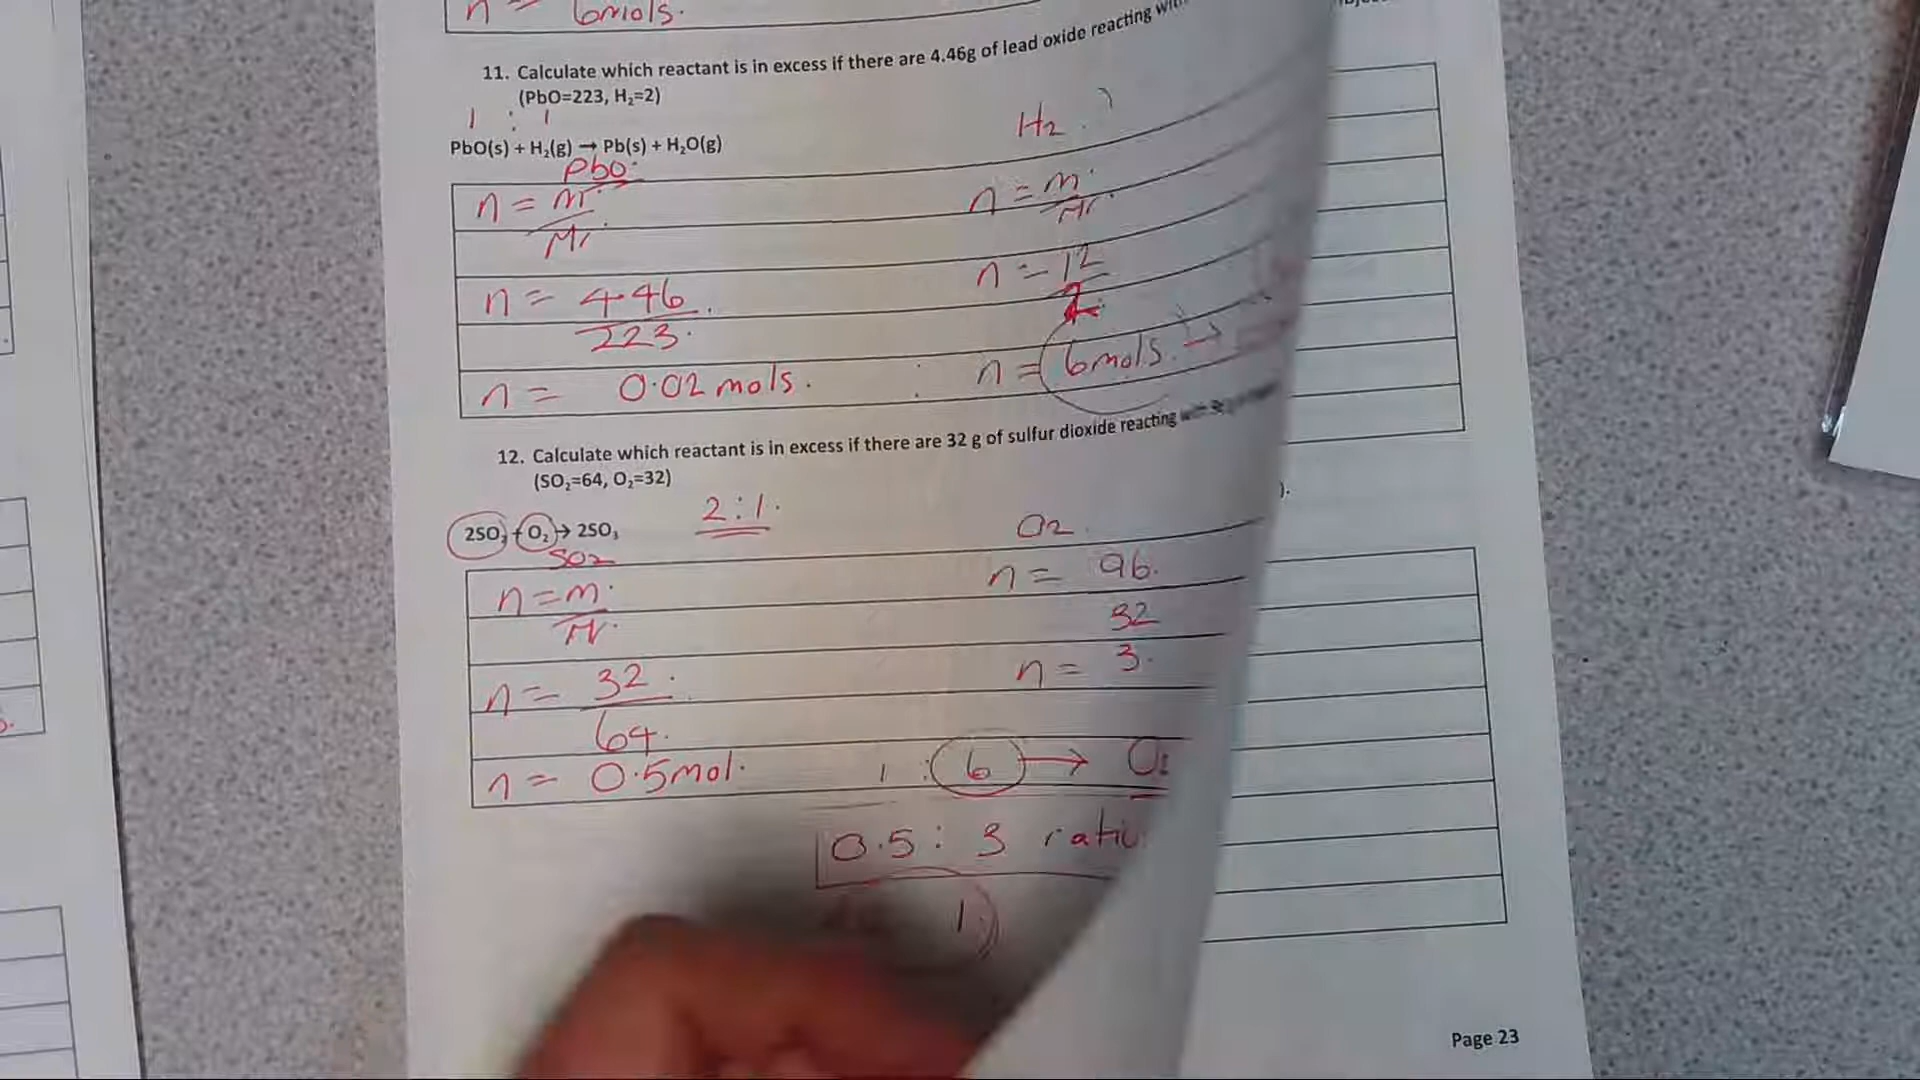 n = 6mols.
11. Calculate which reactant is in excess if there are 4.46g of lead oxide reacting
(PbO=223, H₂=2)
1 : 1
H2
PbO(s) + H₂(g) → Pb(s) + H₂O(g)
PbO.
n = m
Mr
n = m
Mr
n = 4.46
223.
n = 12
2
n = 0.02 mols. : n = 6mols. →
12. Calculate which reactant is in excess if there are 32 g of sulfur dioxide reacting
(SO₂=64, O₂=32)
2 : 1.
2SO₂ + O₂ → 2SO₃
O2
SO2
n = m
Mr
n = 96.
32
n = 32
64.
n = 3.
n = 0.5mol. 1 : 6 →
0.5 : 3
1
Page 23